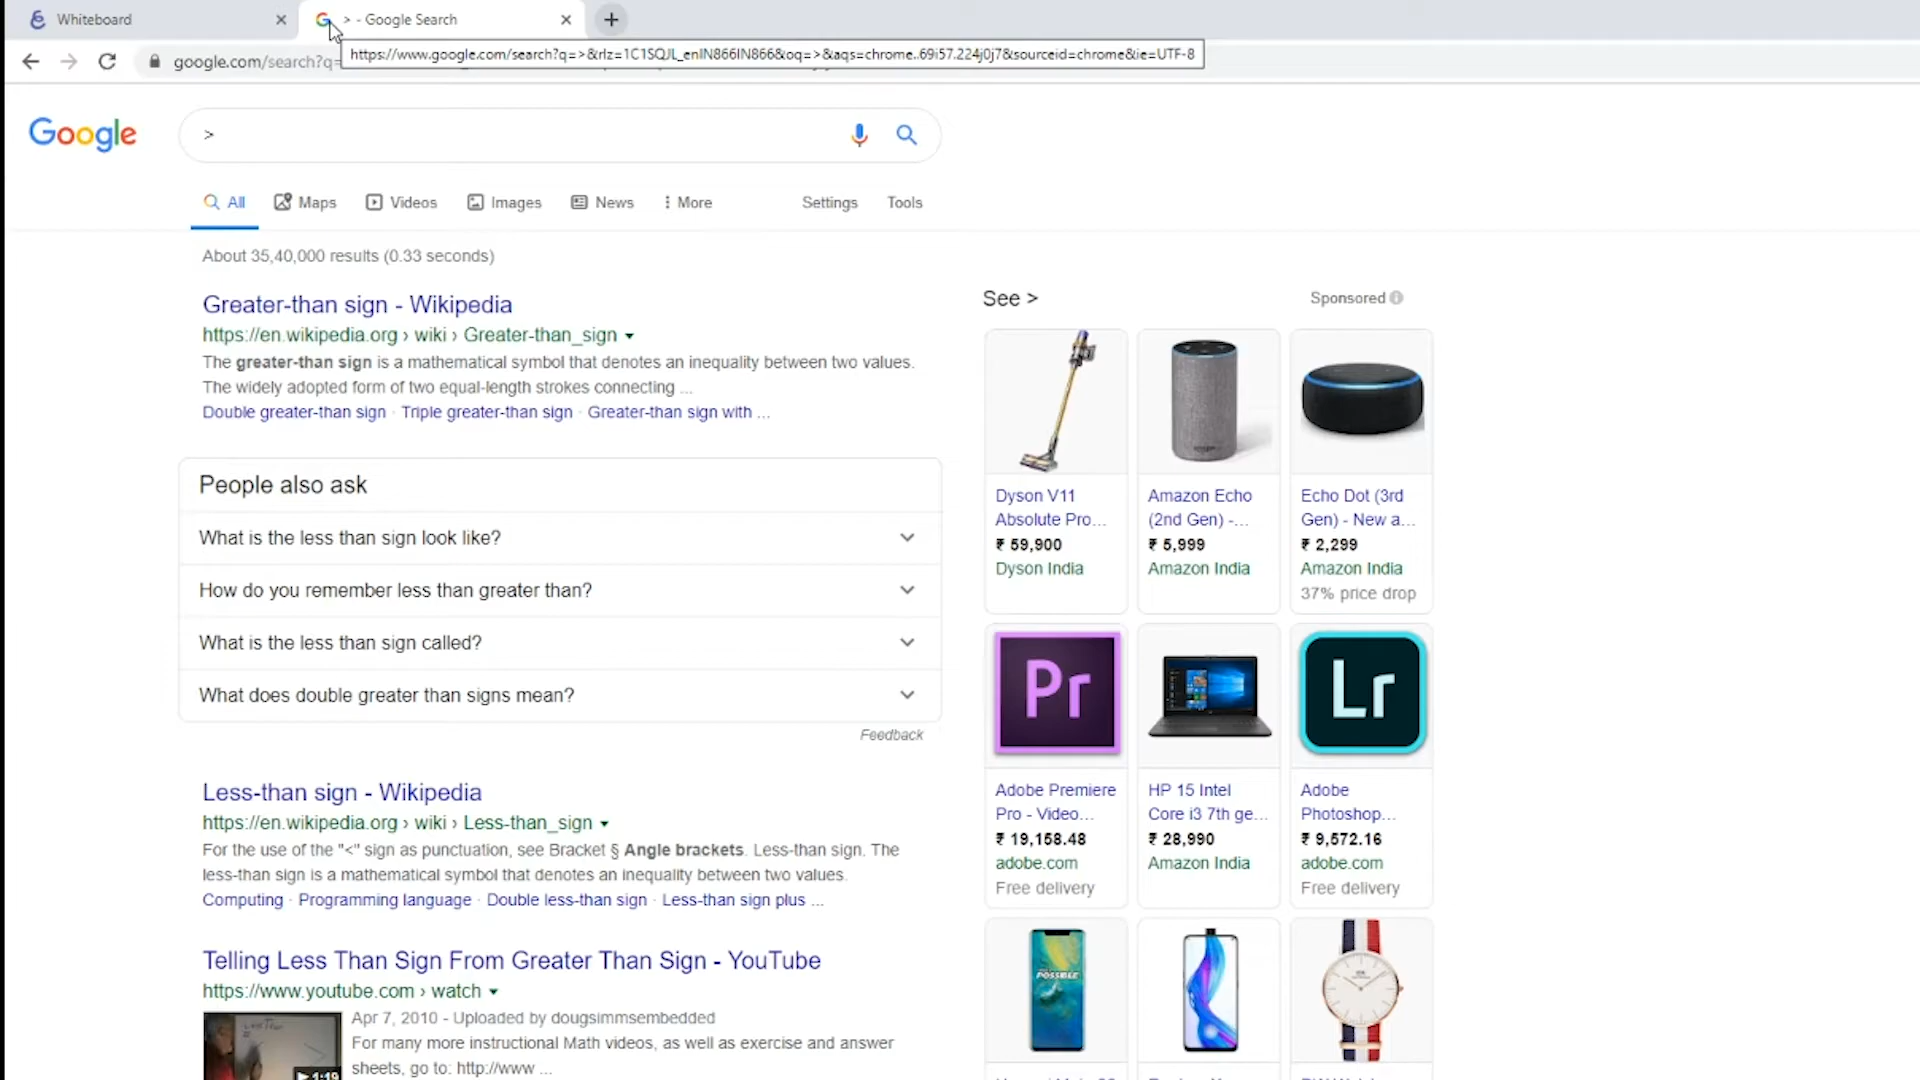 Whiteboard
> - Google Search
https://www.google.com/search?q=>&rlz=1C1SQJL_enIN866IN866&oq=>&aqs=chrome..69i57.224j0j7&sourceid=chrome&ie=UTF-8
google.com/search?q=
Google
>
All
Maps
Videos
Images
News
More
Settings
Tools
About 35,40,000 results (0.33 seconds)
Greater-than sign - Wikipedia
https://en.wikipedia.org › wiki › Greater-than_sign
The greater-than sign is a mathematical symbol that denotes an inequality between two values.
The widely adopted form of two equal-length strokes connecting ...
Double greater-than sign · Triple greater-than sign · Greater-than sign with ...
People also ask
What is the less than sign look like?
How do you remember less than greater than?
What is the less than sign called?
What does double greater than signs mean?
Feedback
Less-than sign - Wikipedia
https://en.wikipedia.org › wiki › Less-than_sign
For the use of the "<" sign as punctuation, see Bracket § Angle brackets. Less-than sign. The
less-than sign is a mathematical symbol that denotes an inequality between two values.
Computing · Programming language · Double less-than sign · Less-than sign plus ...
Telling Less Than Sign From Greater Than Sign - YouTube
https://www.youtube.com › watch
Apr 7, 2010 - Uploaded by dougsimmsembedded
For many more instructional Math videos, as well as exercise and answer
sheets, go to: http://www ...
1:19
See >
Sponsored
Dyson V11
Absolute Pro...
₹ 59,900
Dyson India
Amazon Echo
(2nd Gen) -...
₹ 5,999
Amazon India
Echo Dot (3rd
Gen) - New a...
₹ 2,299
Amazon India
37% price drop
Pr
Adobe Premiere
Pro - Video...
₹ 19,158.48
adobe.com
Free delivery
HP 15 Intel
Core i3 7th ge...
₹ 28,990
Amazon India
Lr
Adobe
Photoshop...
₹ 9,572.16
adobe.com
Free delivery
POSSIBLE